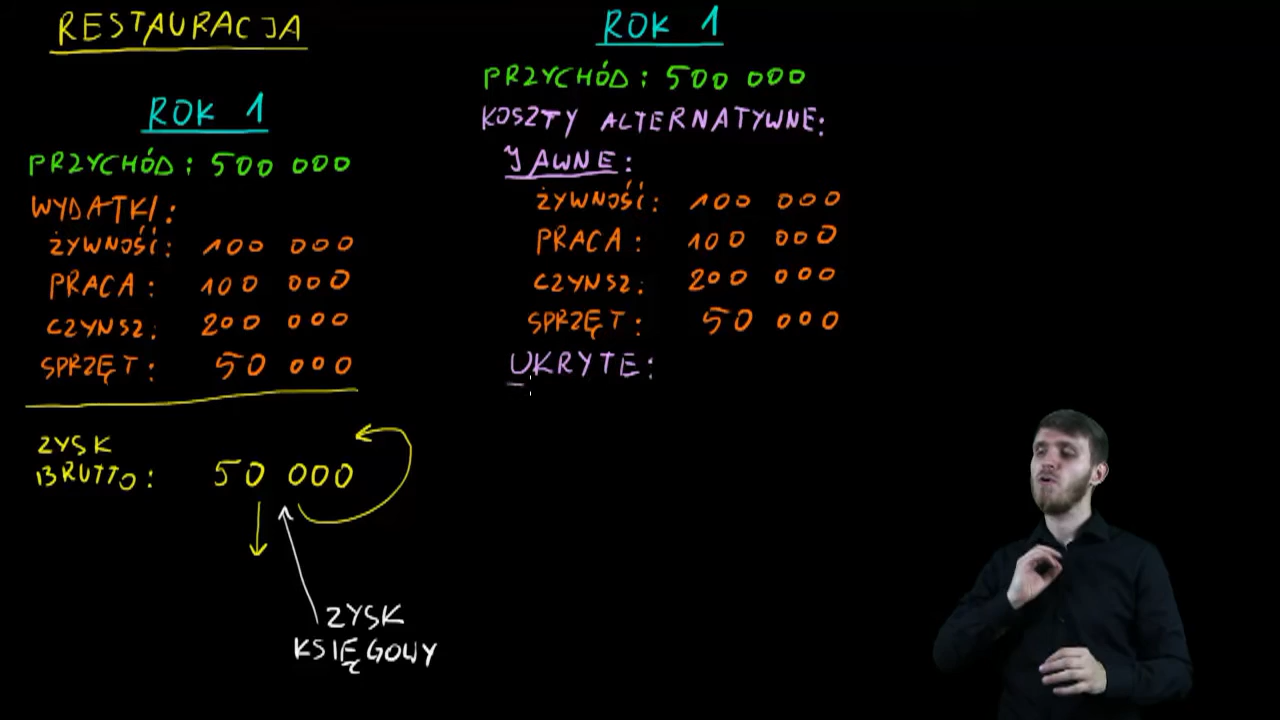 RESTAURACJA
ROK 1
PRZYCHÓD: 500 000
WYDATKI:
ŻYWNOŚĆ: 100 000
PRACA: 100 000
CZYNSZ: 200 000
SPRZĘT: 50 000
ZYSK
BRUTTO: 50 000
ZYSK
KSIĘGOWY
ROK 1
PRZYCHÓD: 500 000
KOSZTY ALTERNATYWNE:
JAWNE:
ŻYWNOŚĆ: 100 000
PRACA: 100 000
CZYNSZ: 200 000
SPRZĘT: 50 000
UKRYTE: